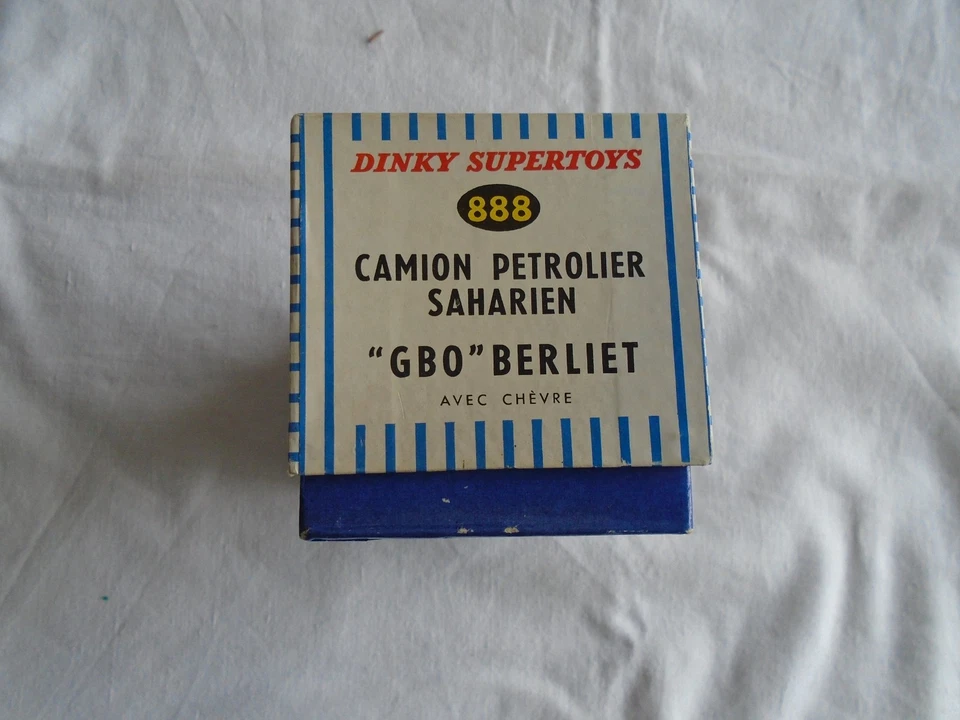 DINKY SUPERTOYS
888
CAMION PETROLIER
SAHARIEN
"GBO" BERLIET
AVEC CHÈVRE